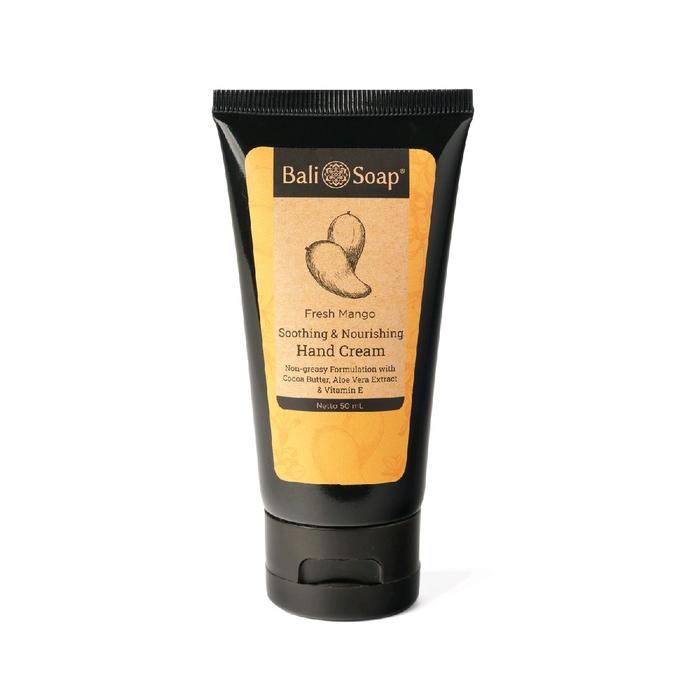 Bali Soap®
Fresh Mango
Soothing & Nourishing
Hand Cream
Non-greasy Formulation with
Cocoa Butter, Aloe Vera Extract
& Vitamin E
Netto 50 mL